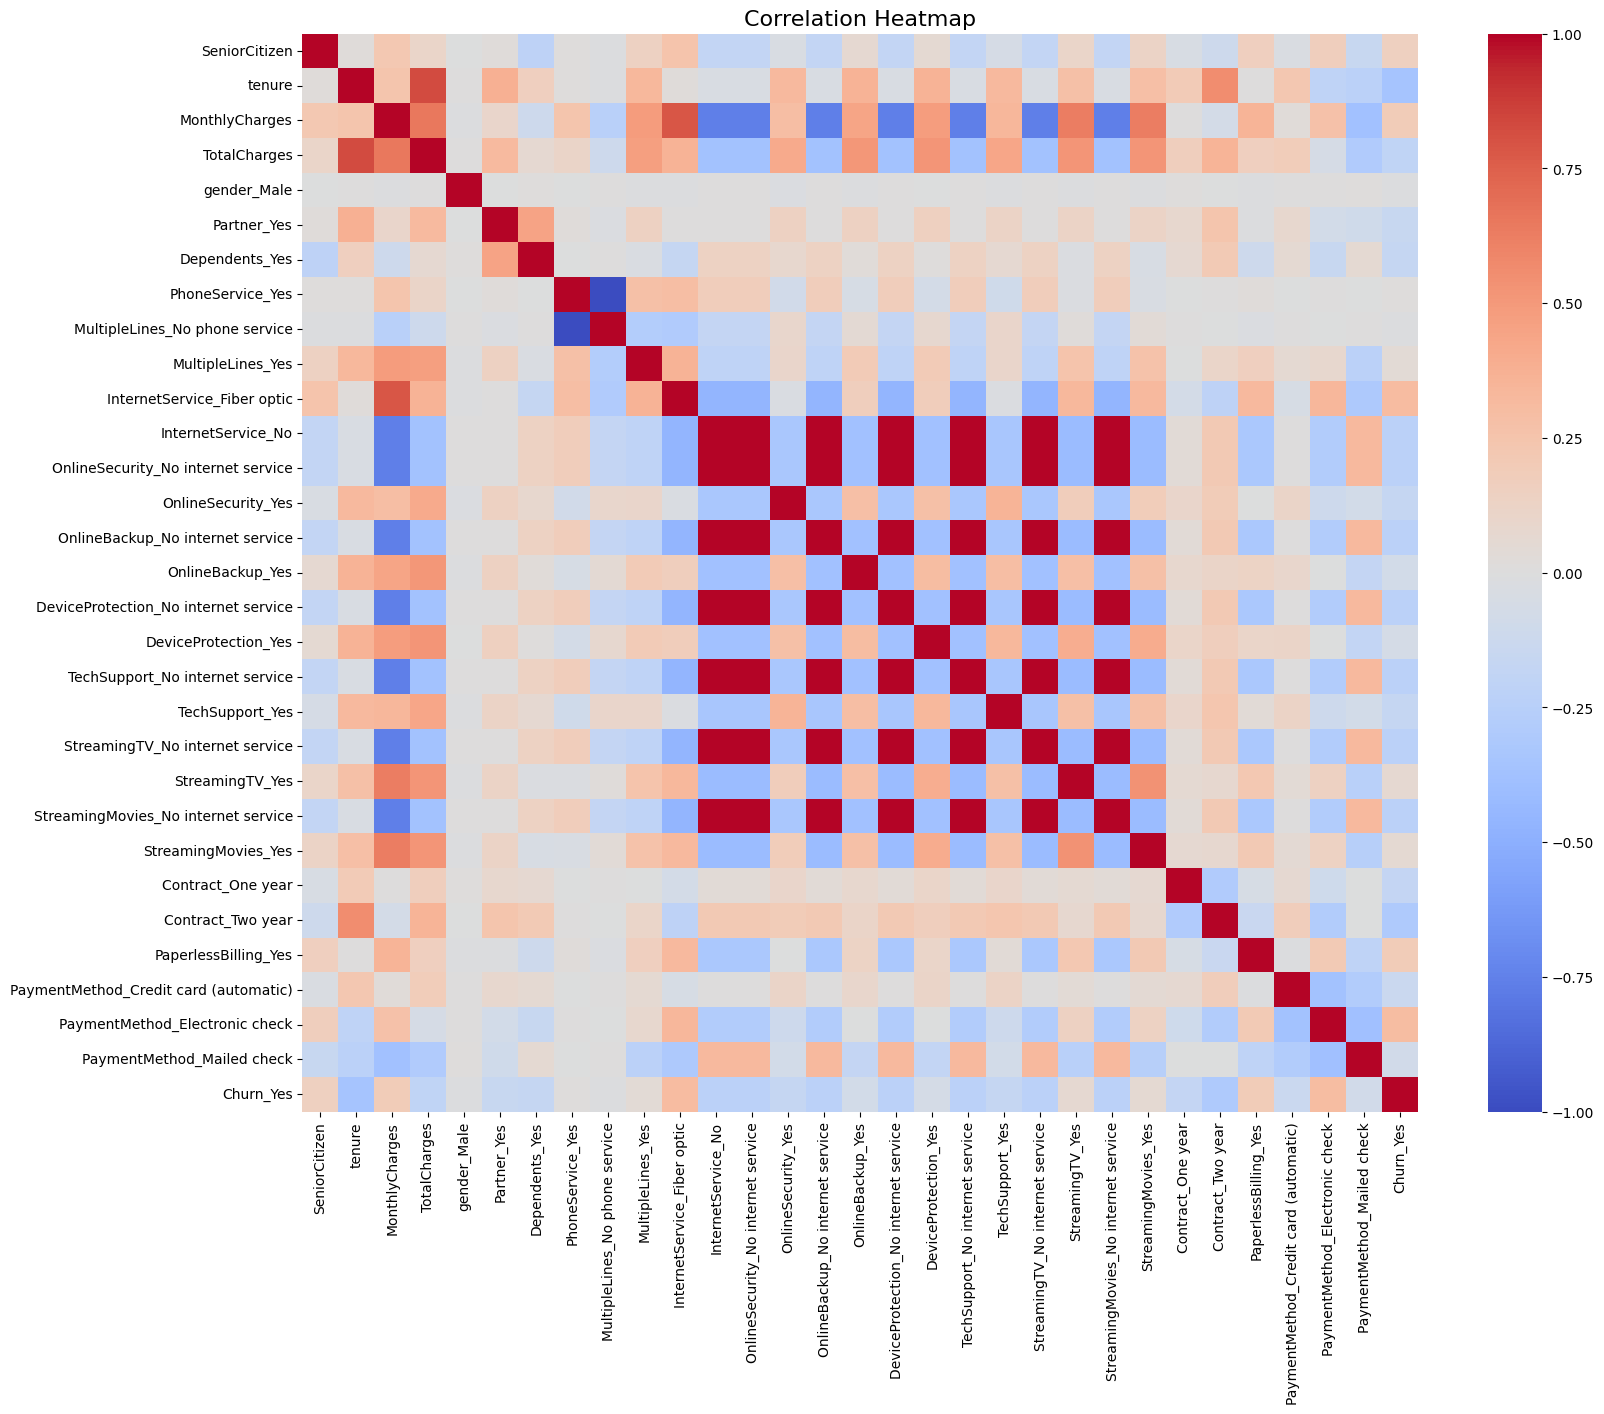 Correlation Heatmap
SeniorCitizen
tenure
MonthlyCharges
TotalCharges
gender_Male
Partner_Yes
Dependents_Yes
PhoneService_Yes
MultipleLines_No phone service
MultipleLines_Yes
InternetService_Fiber optic
InternetService_No
OnlineSecurity_No internet service
OnlineSecurity_Yes
OnlineBackup_No internet service
OnlineBackup_Yes
DeviceProtection_No internet service
DeviceProtection_Yes
TechSupport_No internet service
TechSupport_Yes
StreamingTV_No internet service
StreamingTV_Yes
StreamingMovies_No internet service
StreamingMovies_Yes
Contract_One year
Contract_Two year
PaperlessBilling_Yes
PaymentMethod_Credit card (automatic)
PaymentMethod_Electronic check
PaymentMethod_Mailed check
Churn_Yes
SeniorCitizen
tenure
MonthlyCharges
TotalCharges
gender_Male
Partner_Yes
Dependents_Yes
PhoneService_Yes
MultipleLines_No phone service
MultipleLines_Yes
InternetService_Fiber optic
InternetService_No
OnlineSecurity_No internet service
OnlineSecurity_Yes
OnlineBackup_No internet service
OnlineBackup_Yes
DeviceProtection_No internet service
DeviceProtection_Yes
TechSupport_No internet service
TechSupport_Yes
StreamingTV_No internet service
StreamingTV_Yes
StreamingMovies_No internet service
StreamingMovies_Yes
Contract_One year
Contract_Two year
PaperlessBilling_Yes
PaymentMethod_Credit card (automatic)
PaymentMethod_Electronic check
PaymentMethod_Mailed check
Churn_Yes
1.00
0.75
0.50
0.25
0.00
−0.25
−0.50
−0.75
−1.00